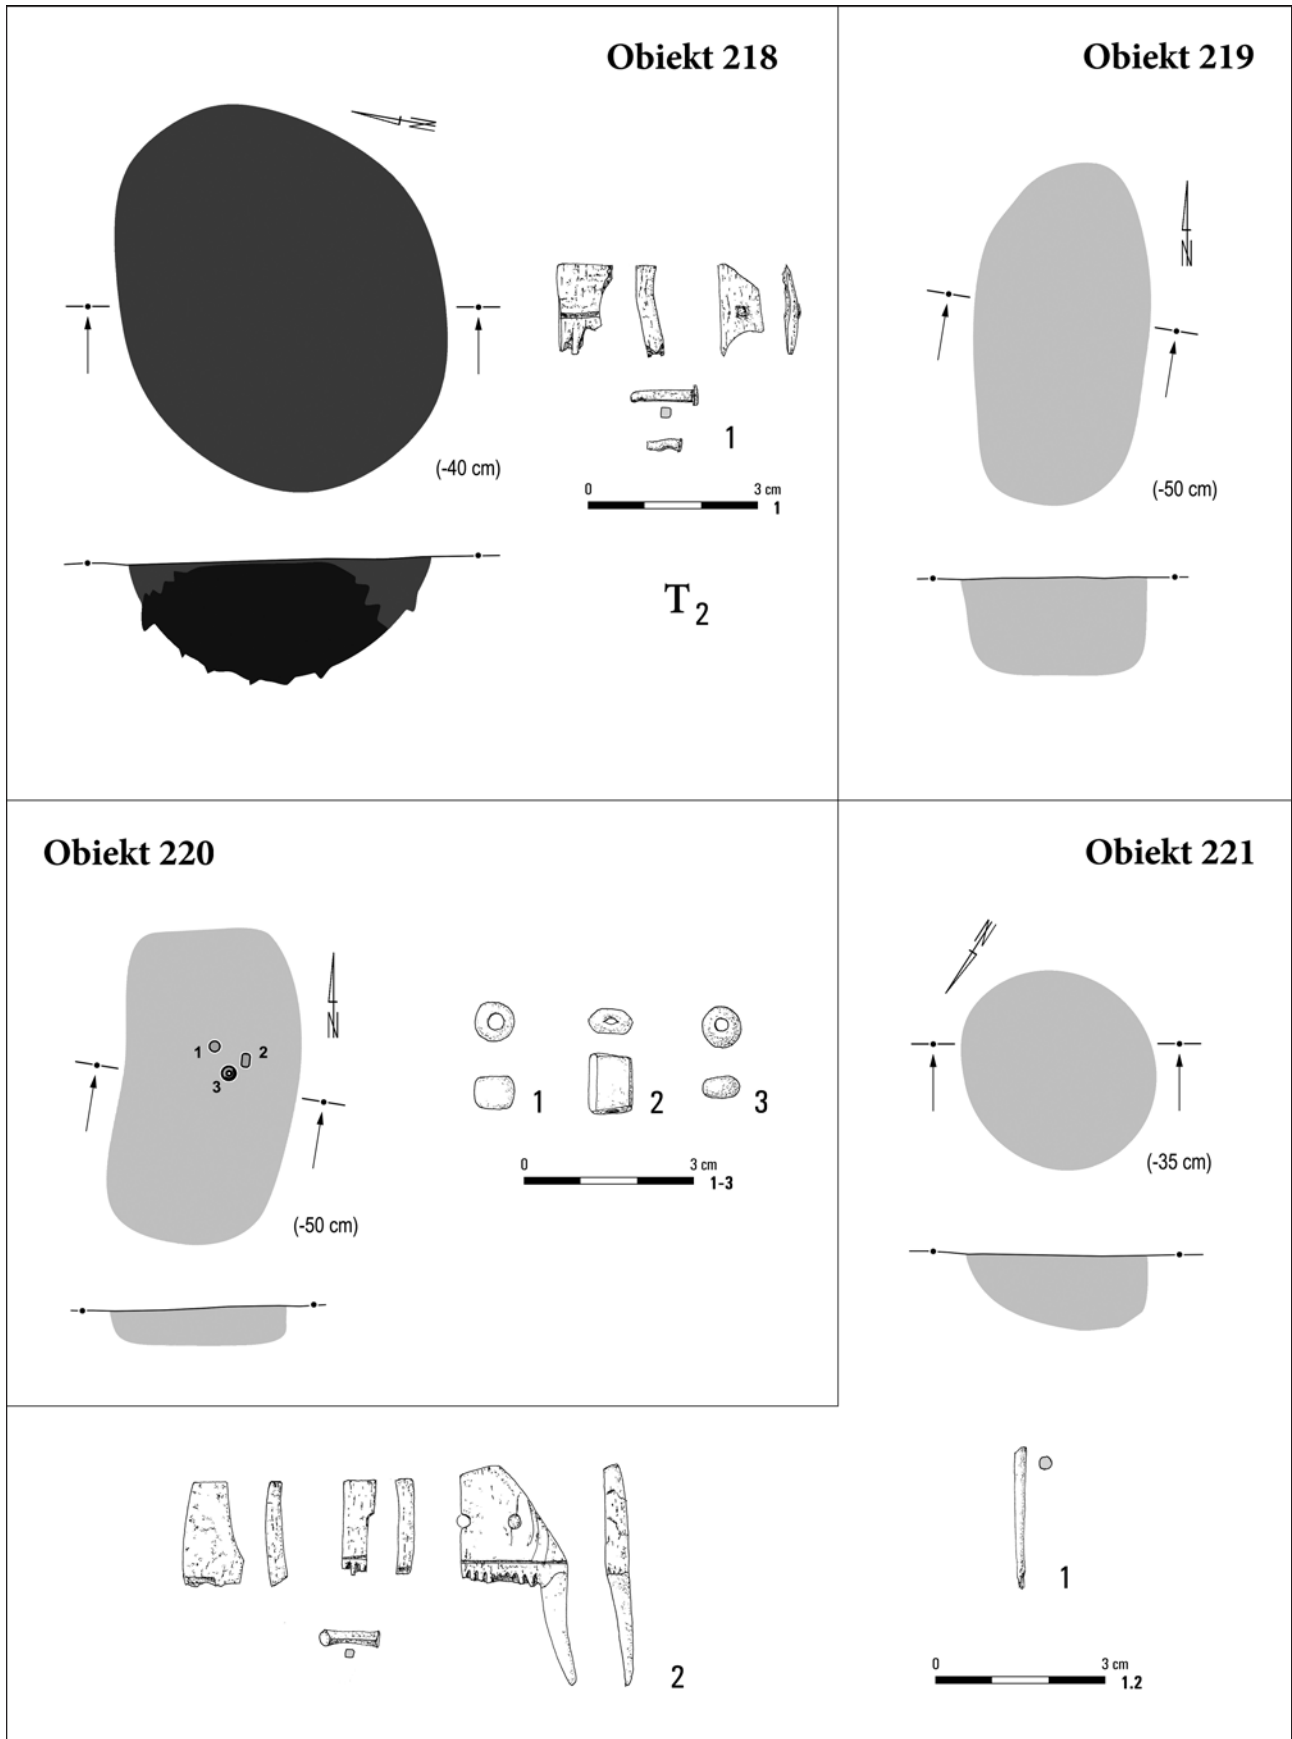 Obiekt 218
N
(-40 cm)
1
0 3 cm
1
T 2
Obiekt 219
N
(-50 cm)
Obiekt 220
N
1 2
3
(-50 cm)
1 2 3
0 3 cm
1-3
Obiekt 221
N
(-35 cm)
1
2
0 3 cm
1.2